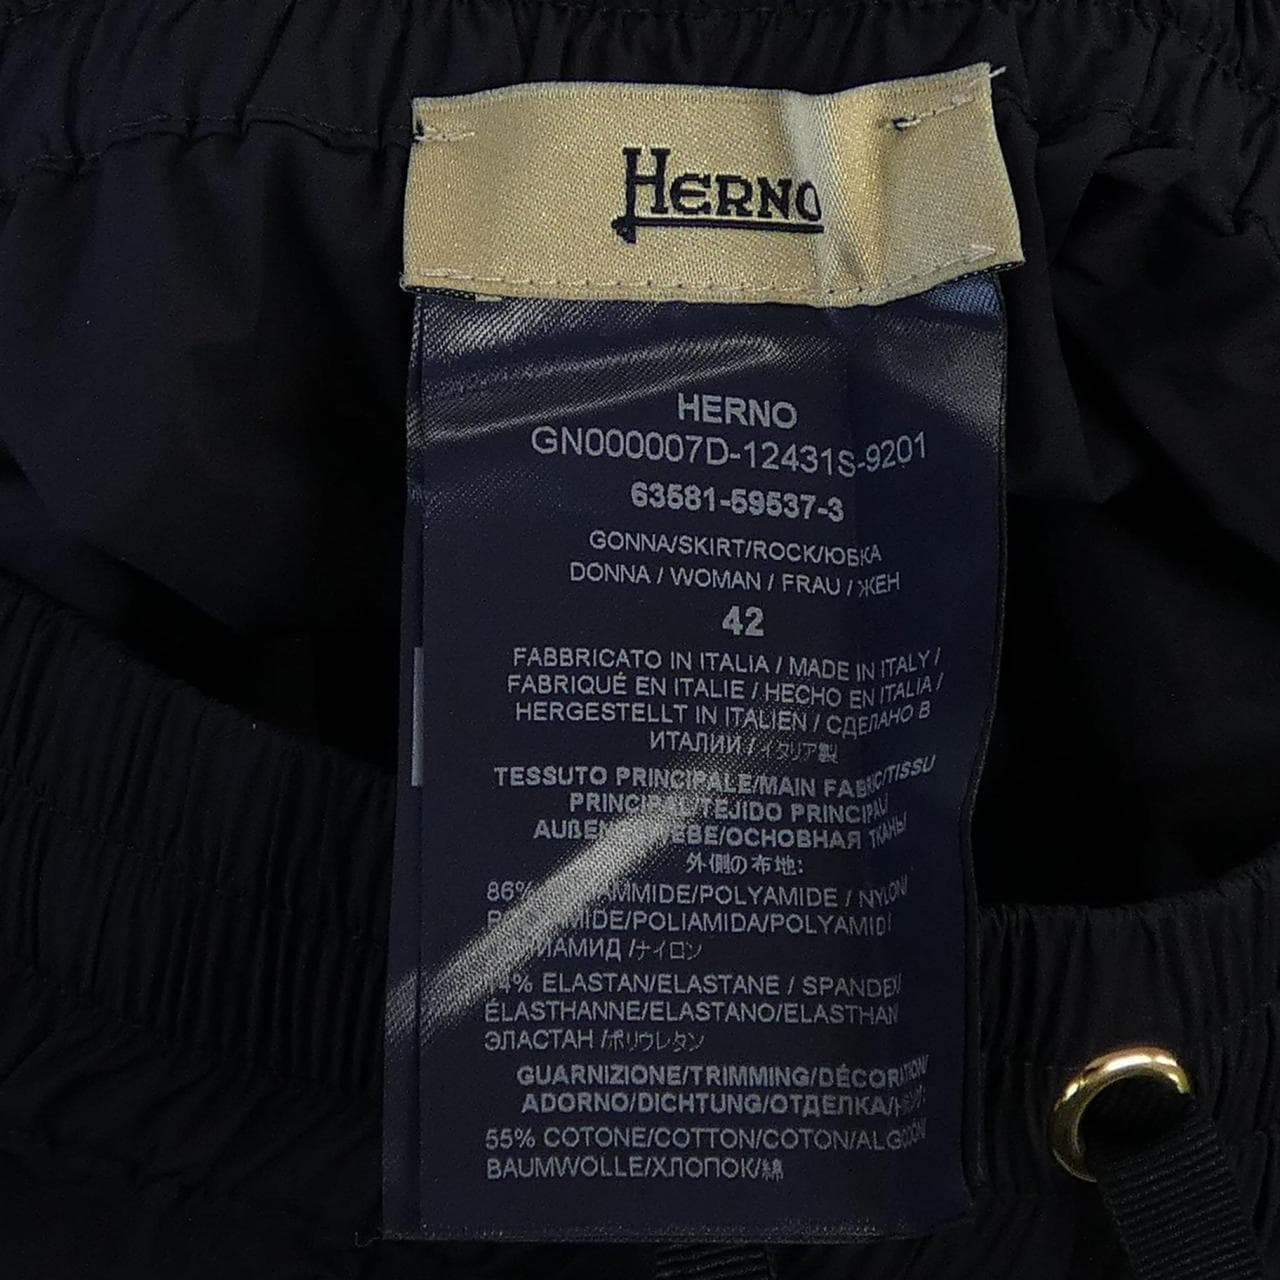 HERNO
HERNO
GN000007D-12431S-9201
63581-59537-3
GONNA/SKIRT/ROCK/ЮБКА
DONNA / WOMAN / FRAU / ЖЕН
42
FABBRICATO IN ITALIA / MADE IN ITALY /
FABRIQUÉ EN ITALIE / HECHO EN ITALIA /
HERGESTELLT IN ITALIEN / СДЕЛАНО В
ИТАЛИИ / イタリア製
TESSUTO PRINCIPALE/MAIN FABRIC/TISSU
PRINCIPAL/TEJIDO PRINCIPAL/
ОСНОВНАЯ ТКАНЬ/
外側の布地:
86% /POLYAMIDE / NYLON/
/POLIAMIDA/POLYAMID/
/ナイロン
14% ELASTAN/ELASTANE / SPANDEX/
ÉLASTHANNE/ELASTANO/ELASTHAN
ЭЛАСТАН /ポリウレタン
GUARNIZIONE/TRIMMING/DÉCORATION/
ADORNO/DICHTUNG/ОТДЕЛКА/
55% COTONE/COTTON/COTON/ALGODÓN/
BAUMWOLLE/ХЛОПОК/綿